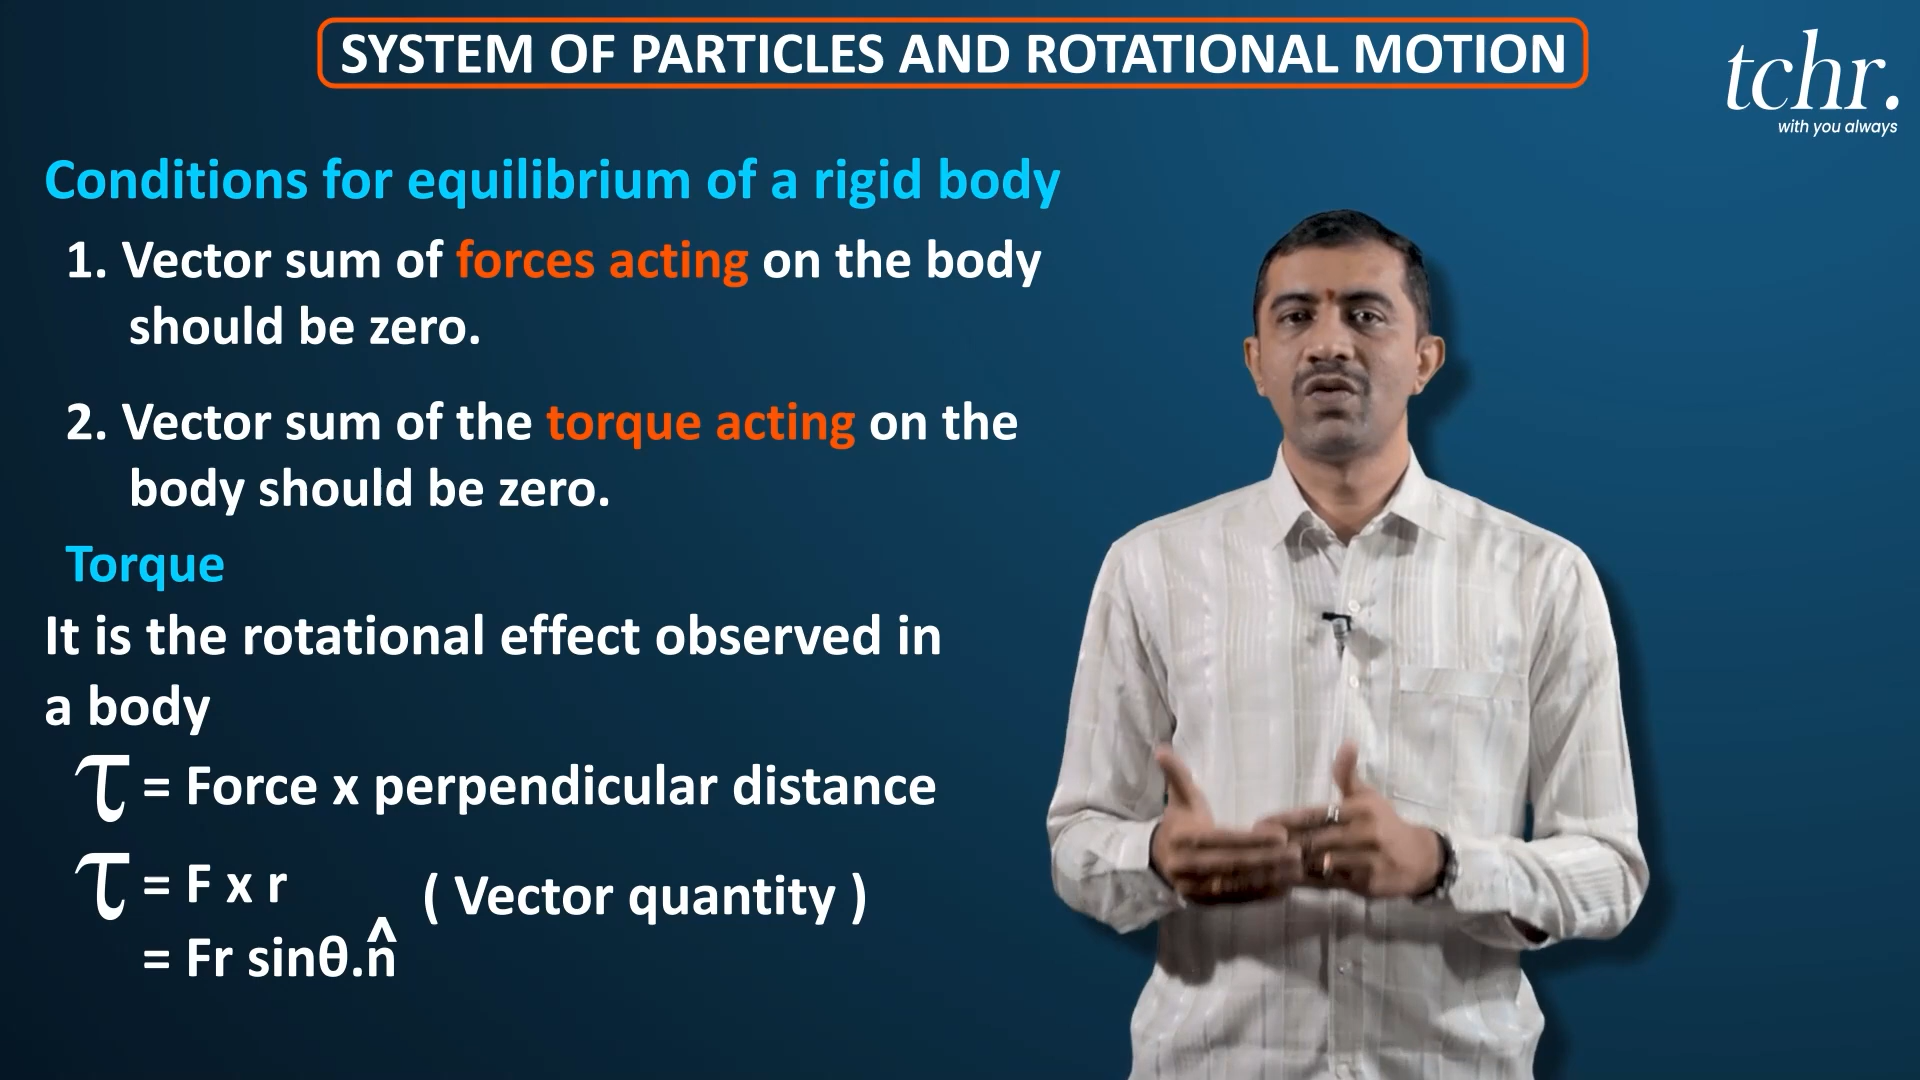 SYSTEM OF PARTICLES AND ROTATIONAL MOTION
tchr.
with you always
Conditions for equilibrium of a rigid body
1. Vector sum of forces acting on the body
should be zero.
2. Vector sum of the torque acting on the
body should be zero.
Torque
It is the rotational effect observed in
a body
τ = Force x perpendicular distance
τ = F x r ( Vector quantity )
= Fr sinθ.n̂